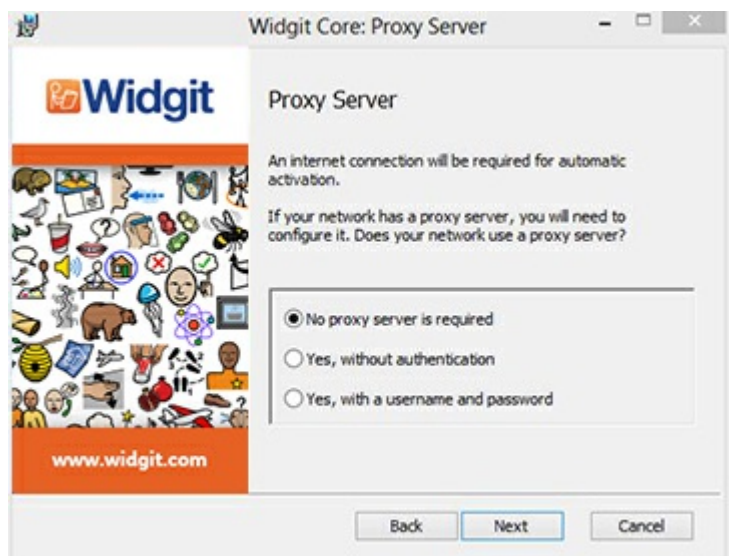 Widgit Core: Proxy Server
Widgit
Proxy Server
An internet connection will be required for automatic
activation.
If your network has a proxy server, you will need to
configure it. Does your network use a proxy server?
No proxy server is required
Yes, without authentication
Yes, with a username and password
www.widgit.com
Back
Next
Cancel